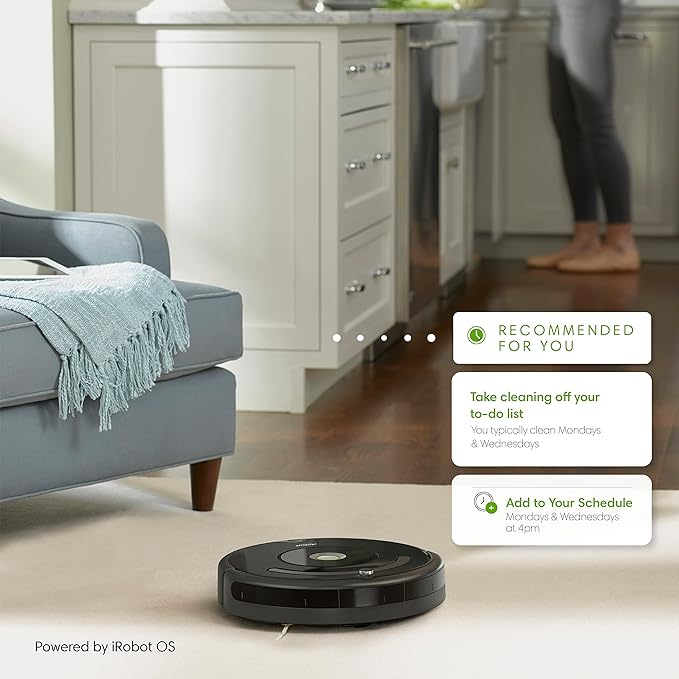 RECOMMENDED
FOR YOU
Take cleaning off your
to-do list
You typically clean Mondays
& Wednesdays
Add to Your Schedule
Mondays & Wednesdays
at 4pm
iRobot
Powered by iRobot OS